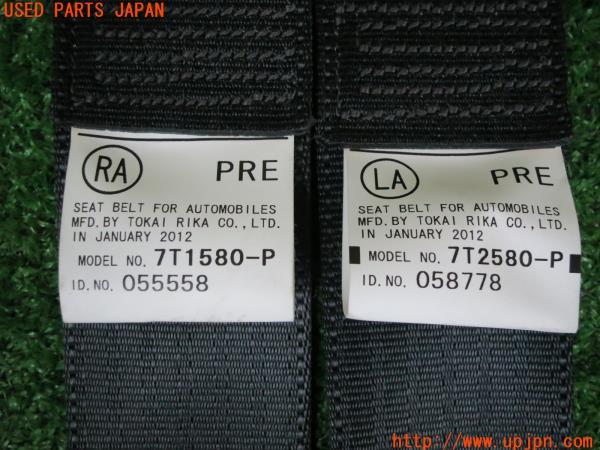 USED PARTS JAPAN
RA PRE
SEAT BELT FOR AUTOMOBILES
MFD. BY TOKAI RIKA CO., LTD.
IN JANUARY 2012
MODEL NO. 7T1580-P
ID. NO. 055558
LA PRE
SEAT BELT FOR AUTOMOBILES
MFD. BY TOKAI RIKA CO., LTD.
IN JANUARY 2012
MODEL NO. 7T2580-P
ID. NO. 058778
http://www.upjpn.com/